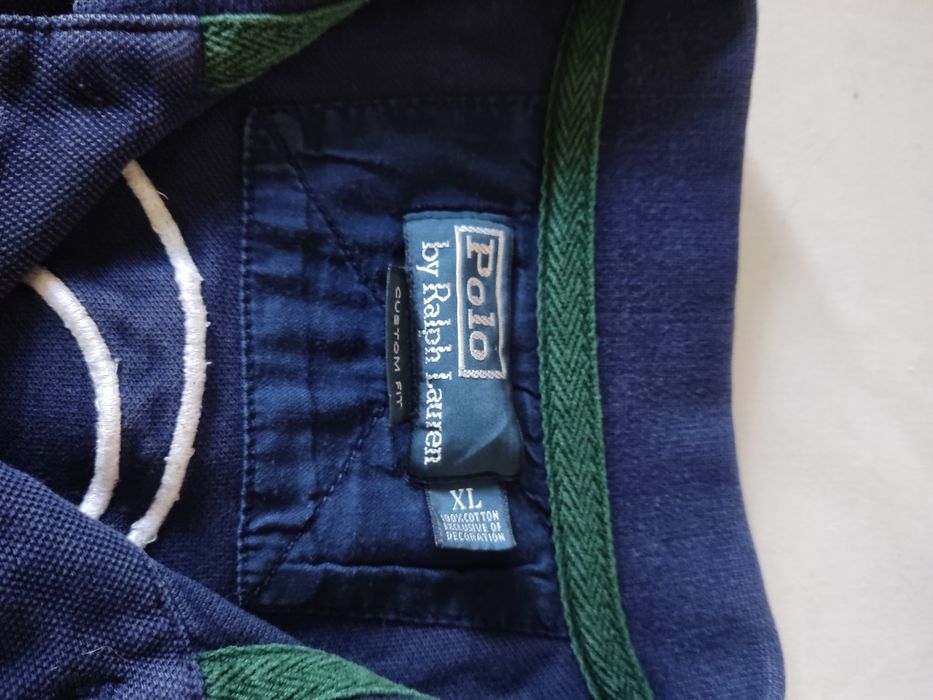 Polo
by Ralph Lauren
CUSTOM FIT
XL
100% COTTON
EXCLUSIVE OF
DECORATION